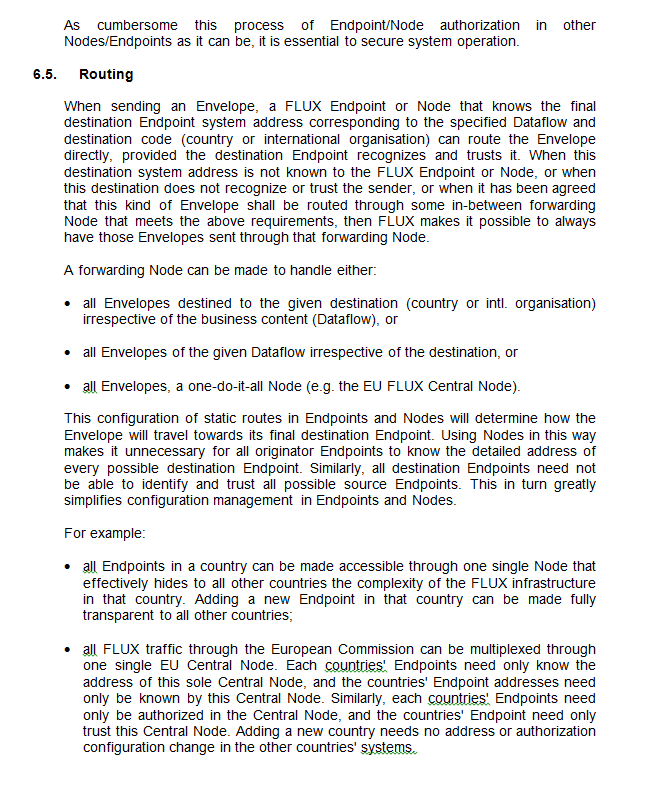 As cumbersome this process of Endpoint/Node authorization in other
Nodes/Endpoints as it can be, it is essential to secure system operation.
6.5. Routing
When sending an Envelope, a FLUX Endpoint or Node that knows the final
destination Endpoint system address corresponding to the specified Dataflow and
destination code (country or international organisation) can route the Envelope
directly, provided the destination Endpoint recognizes and trusts it. When this
destination system address is not known to the FLUX Endpoint or Node, or when
this destination does not recognize or trust the sender, or when it has been agreed
that this kind of Envelope shall be routed through some in-between forwarding
Node that meets the above requirements, then FLUX makes it possible to always
have those Envelopes sent through that forwarding Node.
A forwarding Node can be made to handle either:
• all Envelopes destined to the given destination (country or intl. organisation)
irrespective of the business content (Dataflow), or
• all Envelopes of the given Dataflow irrespective of the destination, or
• all Envelopes, a one-do-it-all Node (e.g. the EU FLUX Central Node).
This configuration of static routes in Endpoints and Nodes will determine how the
Envelope will travel towards its final destination Endpoint. Using Nodes in this way
makes it unnecessary for all originator Endpoints to know the detailed address of
every possible destination Endpoint. Similarly, all destination Endpoints need not
be able to identify and trust all possible source Endpoints. This in turn greatly
simplifies configuration management in Endpoints and Nodes.
For example:
• all Endpoints in a country can be made accessible through one single Node that
effectively hides to all other countries the complexity of the FLUX infrastructure
in that country. Adding a new Endpoint in that country can be made fully
transparent to all other countries;
• all FLUX traffic through the European Commission can be multiplexed through
one single EU Central Node. Each countries' Endpoints need only know the
address of this sole Central Node, and the countries' Endpoint addresses need
only be known by this Central Node. Similarly, each countries' Endpoints need
only be authorized in the Central Node, and the countries' Endpoint need only
trust this Central Node. Adding a new country needs no address or authorization
configuration change in the other countries' systems.